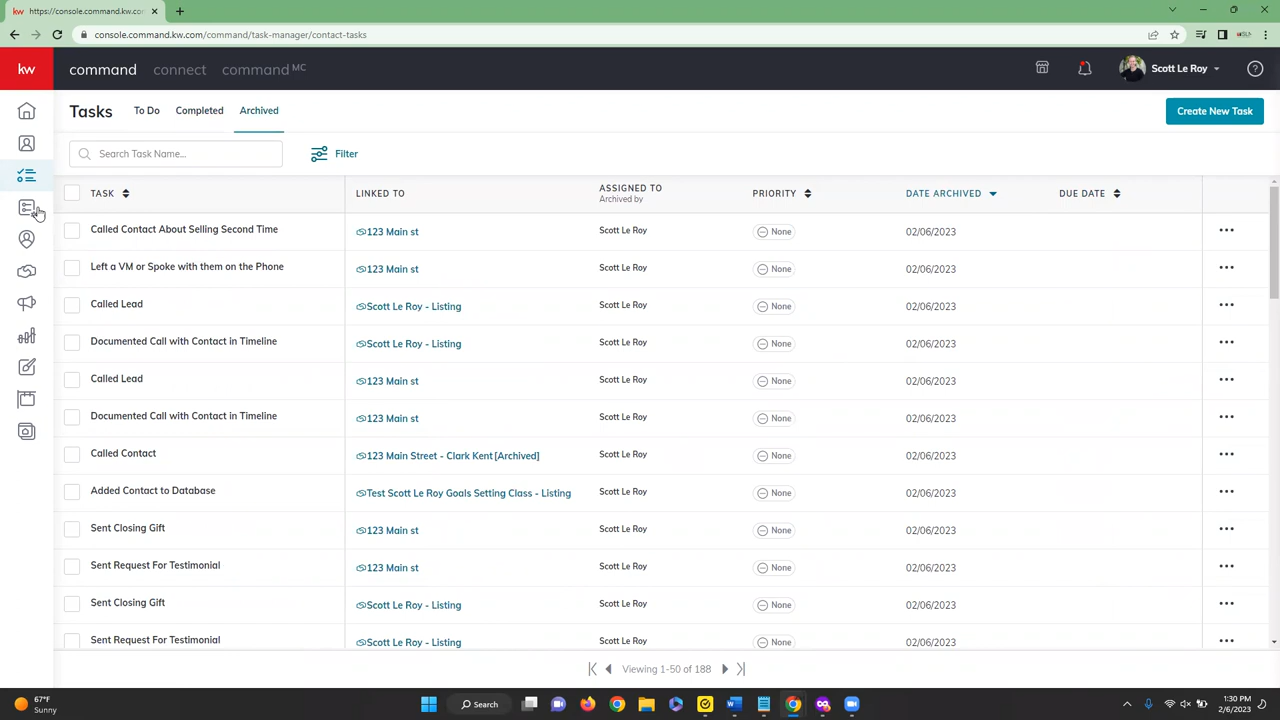 kw https://console.command.kw.com/
console.command.kw.com/command/task-manager/contact-tasks
kw command connect command MC Scott Le Roy
Tasks To Do Completed Archived Create New Task
Search Task Name... Filter
TASK LINKED TO ASSIGNED TO Archived by PRIORITY DATE ARCHIVED DUE DATE
Called Contact About Selling Second Time 123 Main st Scott Le Roy None 02/06/2023
Left a VM or Spoke with them on the Phone 123 Main st Scott Le Roy None 02/06/2023
Called Lead Scott Le Roy - Listing Scott Le Roy None 02/06/2023
Documented Call with Contact in Timeline Scott Le Roy - Listing Scott Le Roy None 02/06/2023
Called Lead 123 Main st Scott Le Roy None 02/06/2023
Documented Call with Contact in Timeline 123 Main st Scott Le Roy None 02/06/2023
Called Contact 123 Main Street - Clark Kent [Archived] Scott Le Roy None 02/06/2023
Added Contact to Database Test Scott Le Roy Goals Setting Class - Listing Scott Le Roy None 02/06/2023
Sent Closing Gift 123 Main st Scott Le Roy None 02/06/2023
Sent Request For Testimonial 123 Main st Scott Le Roy None 02/06/2023
Sent Closing Gift Scott Le Roy - Listing Scott Le Roy None 02/06/2023
Sent Request For Testimonial Scott Le Roy - Listing Scott Le Roy None 02/06/2023
Viewing 1-50 of 188
67°F
Sunny
Search
1:30 PM
2/6/2023